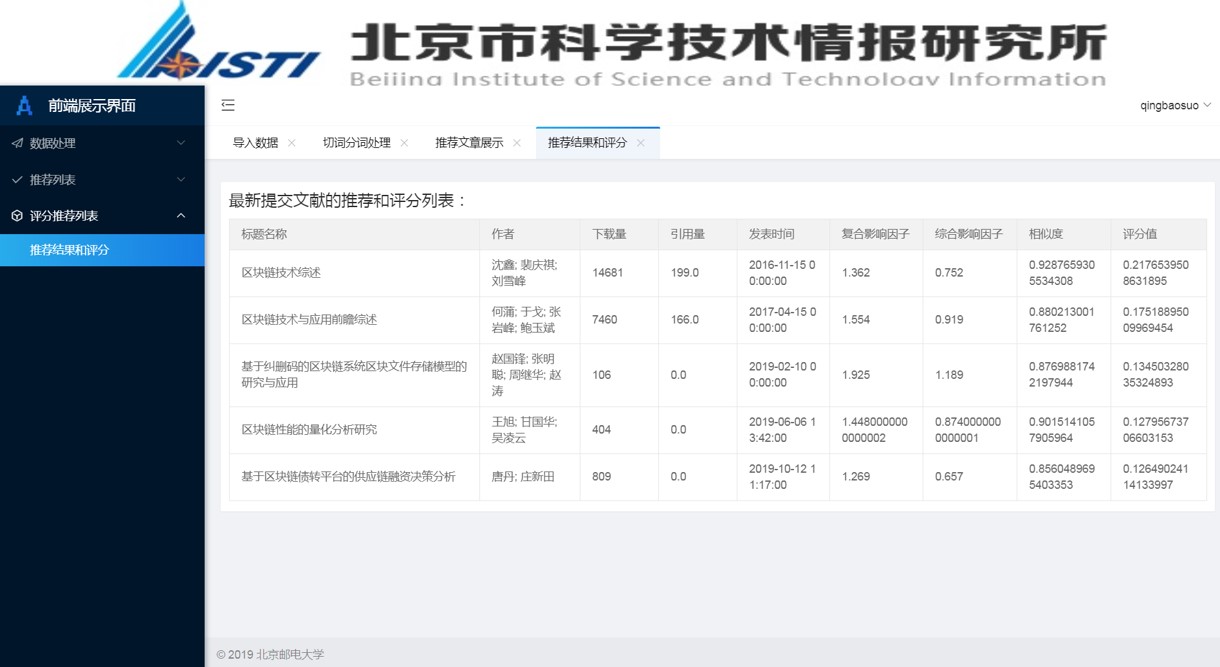 AISTI 北京市科学技术情报研究所
Beijing Institute of Science and Technology Information
前端展示界面
qingbaosuo
数据处理
推荐列表
评分推荐列表
推荐结果和评分
导入数据 切词分词处理 推荐文章展示 推荐结果和评分
最新提交文献的推荐和评分列表：
标题名称 作者 下载量 引用量 发表时间 复合影响因子 综合影响因子 相似度 评分值
区块链技术综述 沈鑫; 裴庆祺; 刘雪峰 14681 199.0 2016-11-15 00:00:00 1.362 0.752 0.9287659305534308 0.2176539508631895
区块链技术与应用前瞻综述 何蒲; 于戈; 张岩峰; 鲍玉斌 7460 166.0 2017-04-15 00:00:00 1.554 0.919 0.880213001761252 0.17518895009969454
基于纠删码的区块链系统区块文件存储模型的研究与应用 赵国锋; 张明聪; 周继华; 赵涛 106 0.0 2019-02-10 00:00:00 1.925 1.189 0.8769881742197944 0.13450328035324893
区块链性能的量化分析研究 王旭; 甘国华; 吴凌云 404 0.0 2019-06-06 13:42:00 1.4480000000000002 0.8740000000000001 0.9015141057905964 0.12795673706603153
基于区块链债转平台的供应链融资决策分析 唐丹; 庄新田 809 0.0 2019-10-12 11:17:00 1.269 0.657 0.8560489695403353 0.12649024114133997
© 2019 北京邮电大学